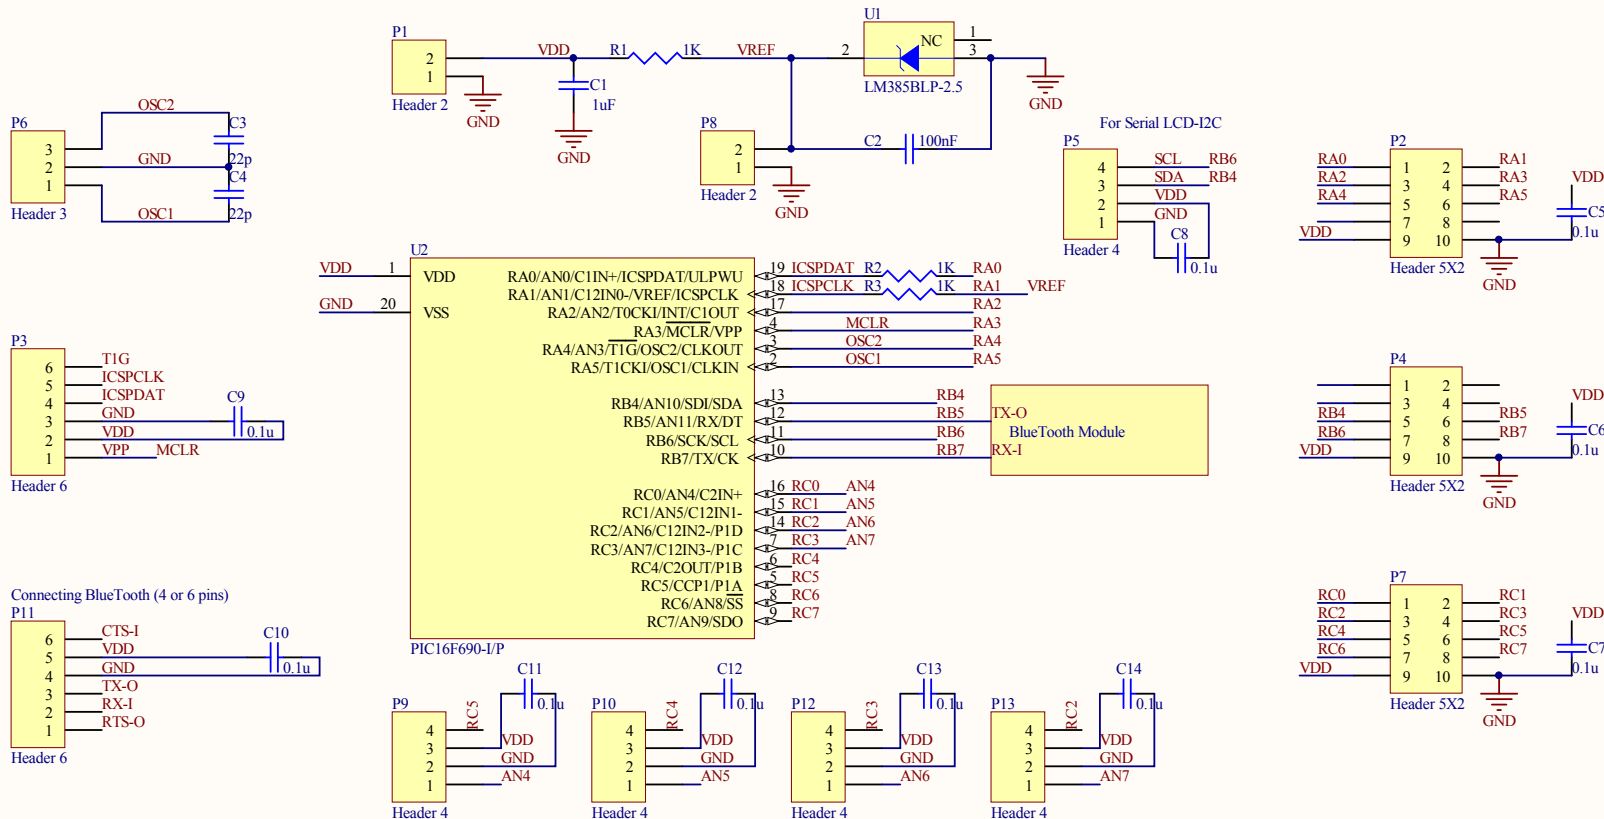 P1
2
1
Header 2
VDD
R1
1K
VREF
C1
1uF
GND
GND
U1
NC
1
2
3
LM385BLP-2.5
GND
P8
2
1
Header 2
C2
100nF
GND
P6
3
2
1
Header 3
OSC2
GND
OSC1
C3
22p
C4
22p
For Serial LCD-I2C
P5
4
3
2
1
Header 4
SCL
RB6
SDA
RB4
VDD
GND
C8
0.1u
P2
RA0 1 2 RA1
RA2 3 4 RA3
RA4 5 6 RA5
7 8
VDD 9 10
Header 5X2
GND
VDD
C5
0.1u
U2
VDD 1 VDD
GND 20 VSS
RA0/AN0/C1IN+/ICSPDAT/ULPWU 19 ICSPDAT R2 1K RA0
RA1/AN1/C12IN0-/VREF/ICSPCLK 18 ICSPCLK R3 1K RA1 VREF
RA2/AN2/T0CKI/INT/C1OUT 17 RA2
RA3/MCLR/VPP 4 MCLR RA3
RA4/AN3/T1G/OSC2/CLKOUT 3 OSC2 RA4
RA5/T1CKI/OSC1/CLKIN 2 OSC1 RA5
RB4/AN10/SDI/SDA 13 RB4
RB5/AN11/RX/DT 12 RB5 TX-O
RB6/SCK/SCL 11 RB6
BlueTooth Module
RB7/TX/CK 10 RB7 RX-I
RC0/AN4/C2IN+ 16 RC0 AN4
RC1/AN5/C12IN1- 15 RC1 AN5
RC2/AN6/C12IN2-/P1D 14 RC2 AN6
RC3/AN7/C12IN3-/P1C 7 RC3 AN7
RC4/C2OUT/P1B 6 RC4
RC5/CCP1/P1A 5 RC5
RC6/AN8/SS 8 RC6
RC7/AN9/SDO 9 RC7
PIC16F690-I/P
P3
6 T1G
5 ICSPCLK
4 ICSPDAT
3 GND
2 VDD
1 VPP MCLR
Header 6
C9
0.1u
P4
1 2
3 4
RB4 5 6 RB5
RB6 7 8 RB7
VDD 9 10
Header 5X2
GND
VDD
C6
0.1u
Connecting BlueTooth (4 or 6 pins)
P11
6 CTS-I
5 VDD
4 GND
3 TX-O
2 RX-I
1 RTS-O
Header 6
C10
0.1u
P7
RC0 1 2 RC1
RC2 3 4 RC3
RC4 5 6 RC5
RC6 7 8 RC7
VDD 9 10
Header 5X2
GND
VDD
C7
0.1u
P9
4 RC5
3 VDD
2 GND
1 AN4
Header 4
C11
0.1u
P10
4 RC4
3 VDD
2 GND
1 AN5
Header 4
C12
0.1u
P12
4 RC3
3 VDD
2 GND
1 AN6
Header 4
C13
0.1u
P13
4 RC2
3 VDD
2 GND
1 AN7
Header 4
C14
0.1u